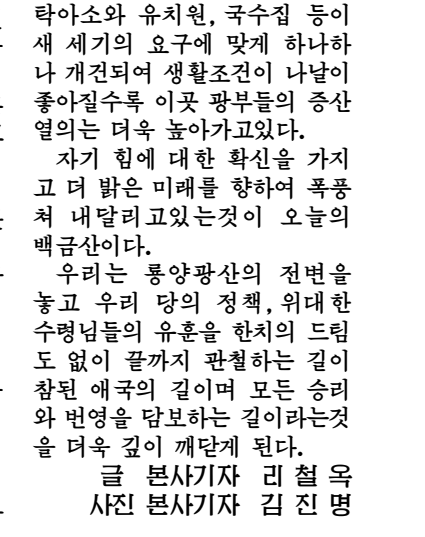 탁아소와 유치원, 국수집 등이
새 세기의 요구에 맞게 하나하
나 개건되여 생활조건이 나날이
좋아질수록 이곳 광부들의 증산
열의는 더욱 높아가고있다.
자기 힘에 대한 확신을 가지
고 더 밝은 미래를 향하여 폭풍
쳐 내달리고있는것이 오늘의
백금산이다.
우리는 룡양광산의 전변을
놓고 우리 당의 정책, 위대한
수령님들의 유훈을 한치의 드팀
도 없이 끝까지 관철하는 길이
참된 애국의 길이며 모든 승리
와 번영을 담보하는 길이라는것
을 더욱 깊이 깨닫게 된다.
글 본사기자 리철옥
사진 본사기자 김진명